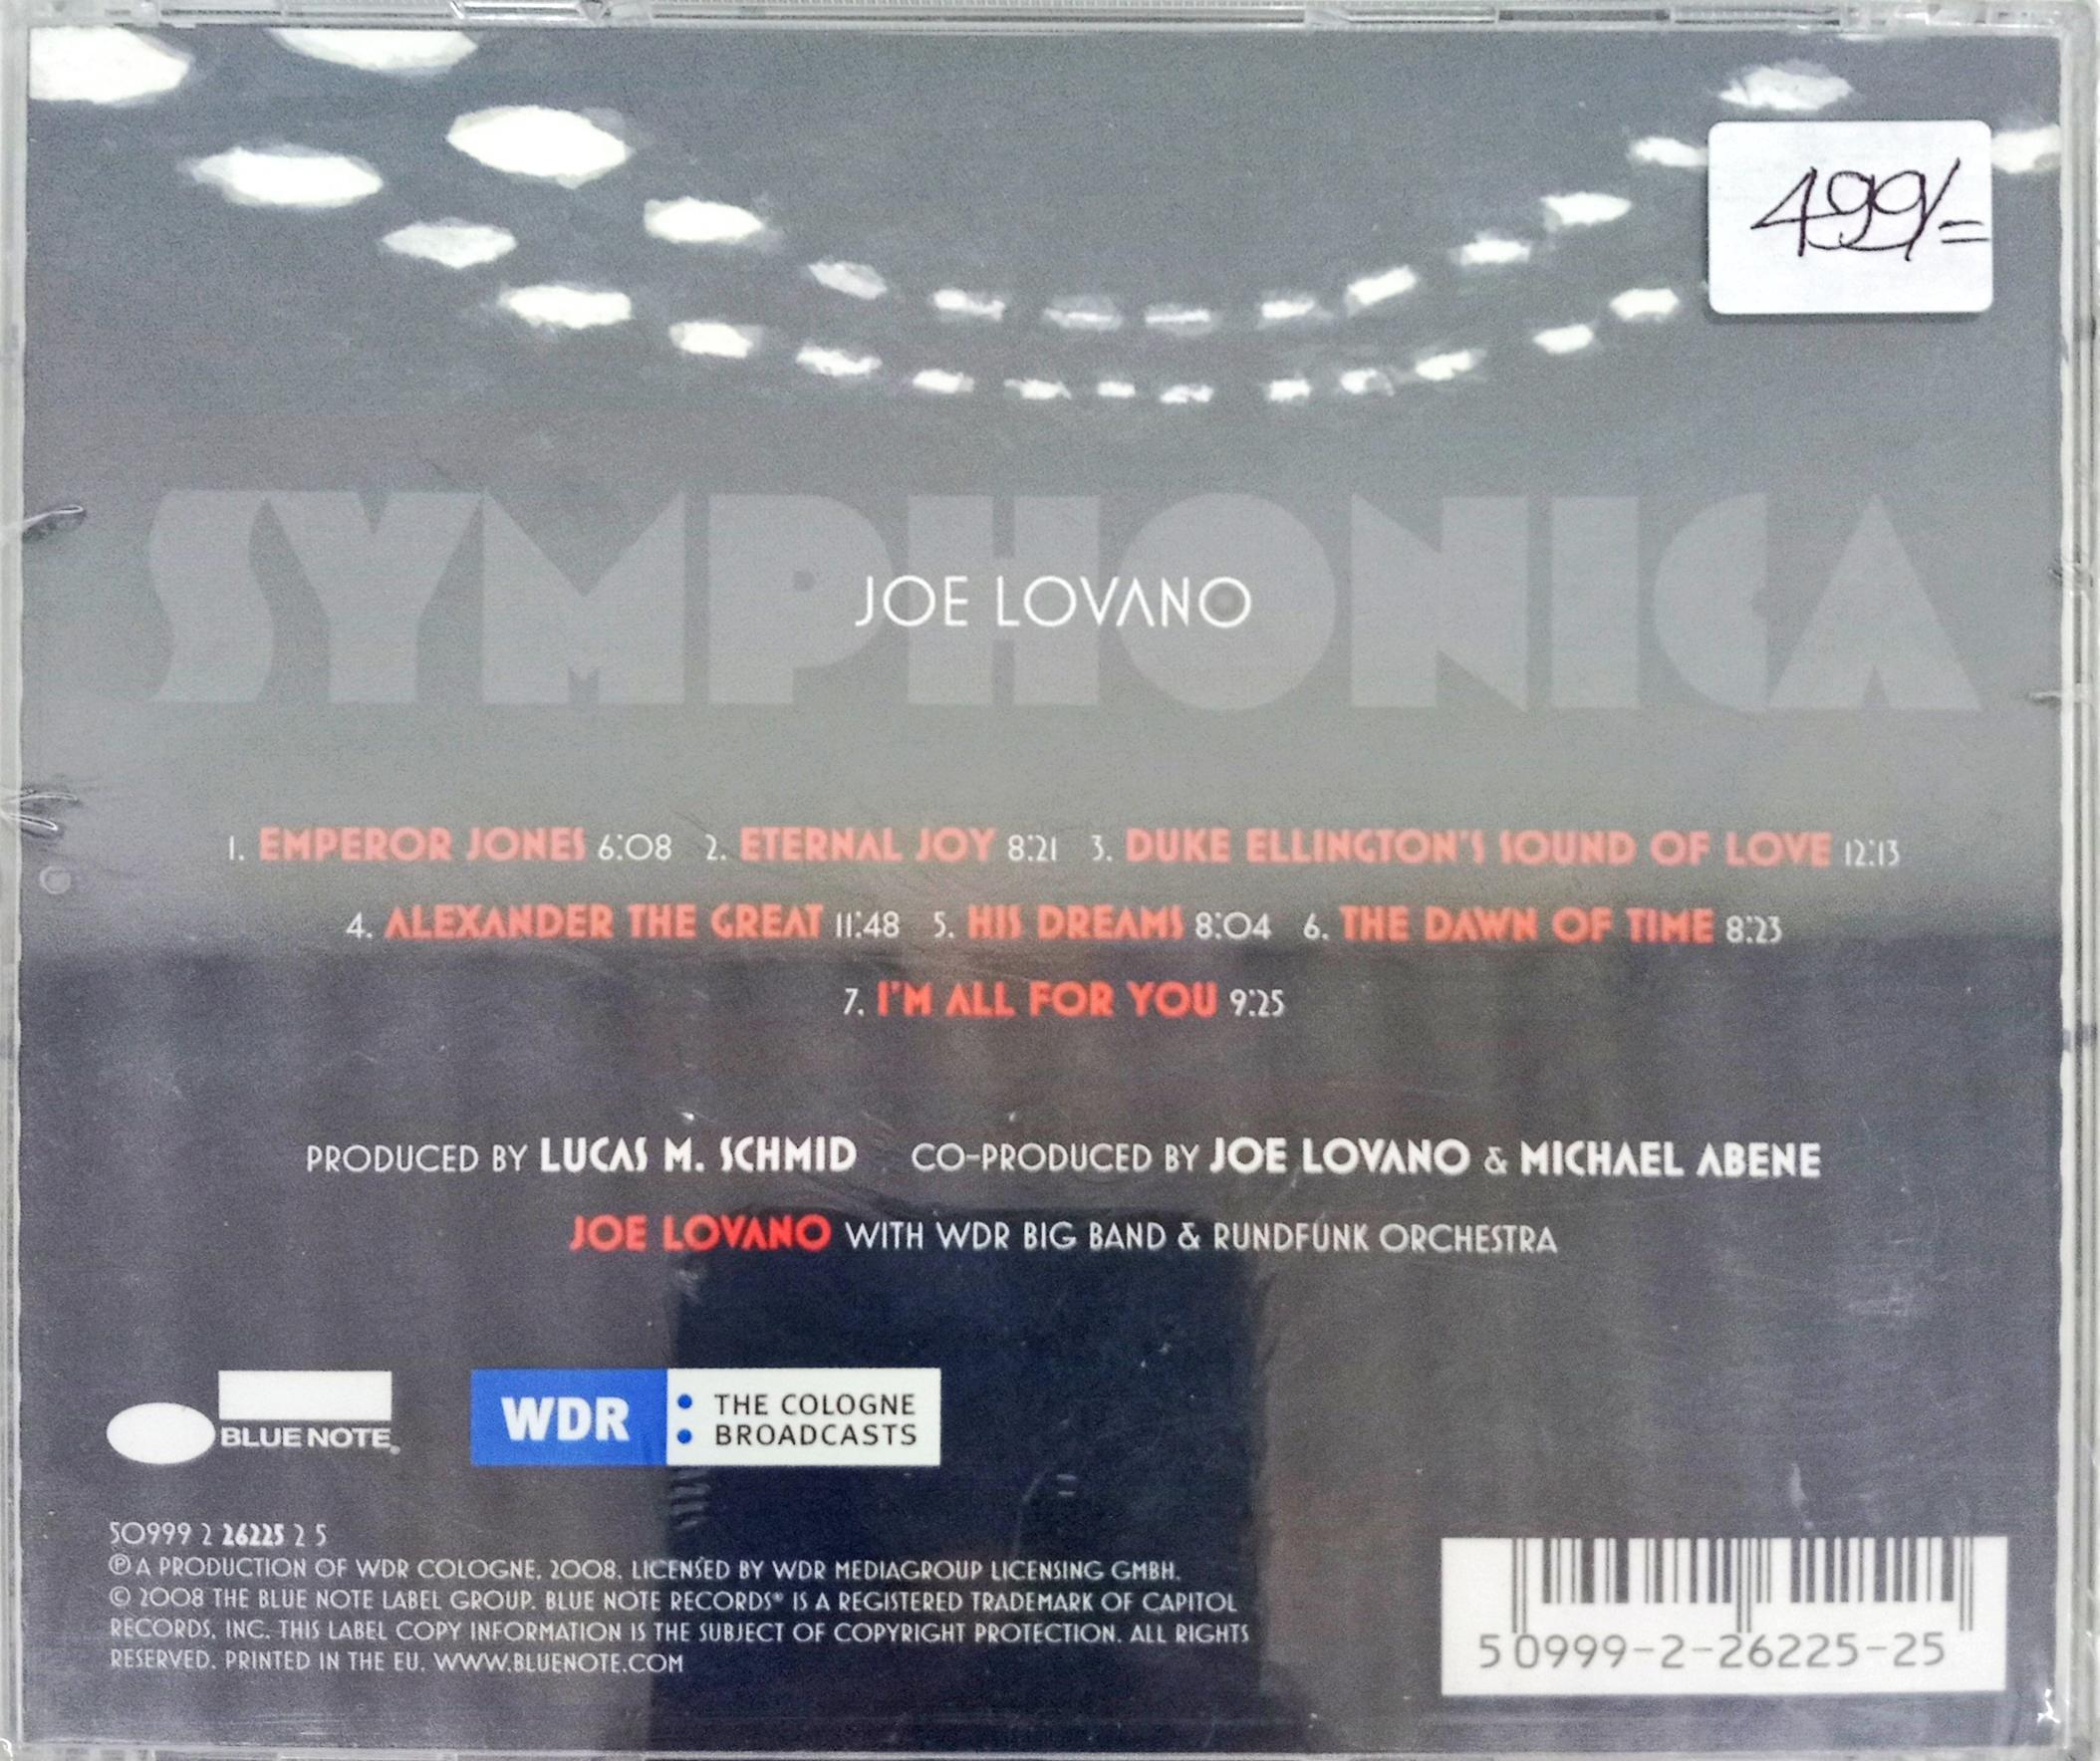 499/=
SYMPHONICA
JOE LOVANO
1. EMPEROR JONES 6:08 2. ETERNAL JOY 8:21 3. DUKE ELLINGTON'S SOUND OF LOVE 12:13
4. ALEXANDER THE GREAT 11:48 5. HIS DREAMS 8:04 6. THE DAWN OF TIME 8:23
7. I'M ALL FOR YOU 9:25
PRODUCED BY LUCAS M. SCHMID CO-PRODUCED BY JOE LOVANO & MICHAEL ABENE
JOE LOVANO WITH WDR BIG BAND & RUNDFUNK ORCHESTRA
BLUE NOTE®
WDR : THE COLOGNE
BROADCASTS
50999 2 26225 2 5
℗ A PRODUCTION OF WDR COLOGNE, 2008. LICENSED BY WDR MEDIAGROUP LICENSING GMBH.
© 2008 THE BLUE NOTE LABEL GROUP. BLUE NOTE RECORDS® IS A REGISTERED TRADEMARK OF CAPITOL
RECORDS, INC. THIS LABEL COPY INFORMATION IS THE SUBJECT OF COPYRIGHT PROTECTION. ALL RIGHTS
RESERVED. PRINTED IN THE EU. WWW.BLUENOTE.COM
5 0999-2-26225-25